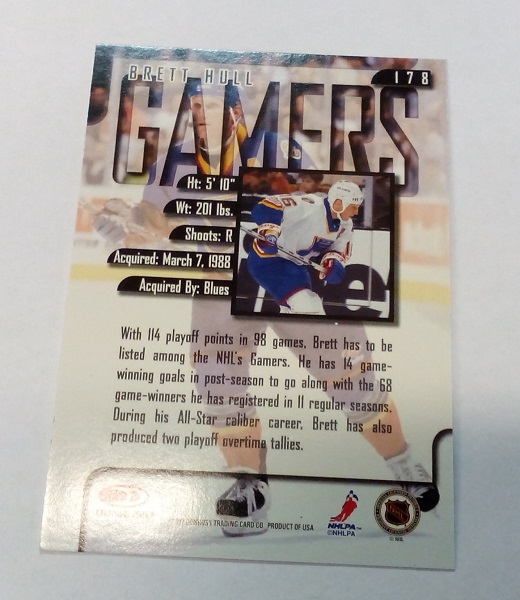 BRETT HULL
178
GAMERS
Ht: 5' 10"
Wt: 201 lbs.
Shoots: R
Acquired: March 7, 1988
Acquired By: Blues
16
With 114 playoff points in 98 games, Brett has to be
listed among the NHL's Gamers. He has 14 game-
winning goals in post-season to go along with the 68
game-winners he has registered in 11 regular seasons.
During his All-Star caliber career, Brett has also
produced two playoff overtime tallies.
DONRUSS TRADING CARD CO. PRODUCT OF USA
NHLPA™
©NHLPA
© NHL